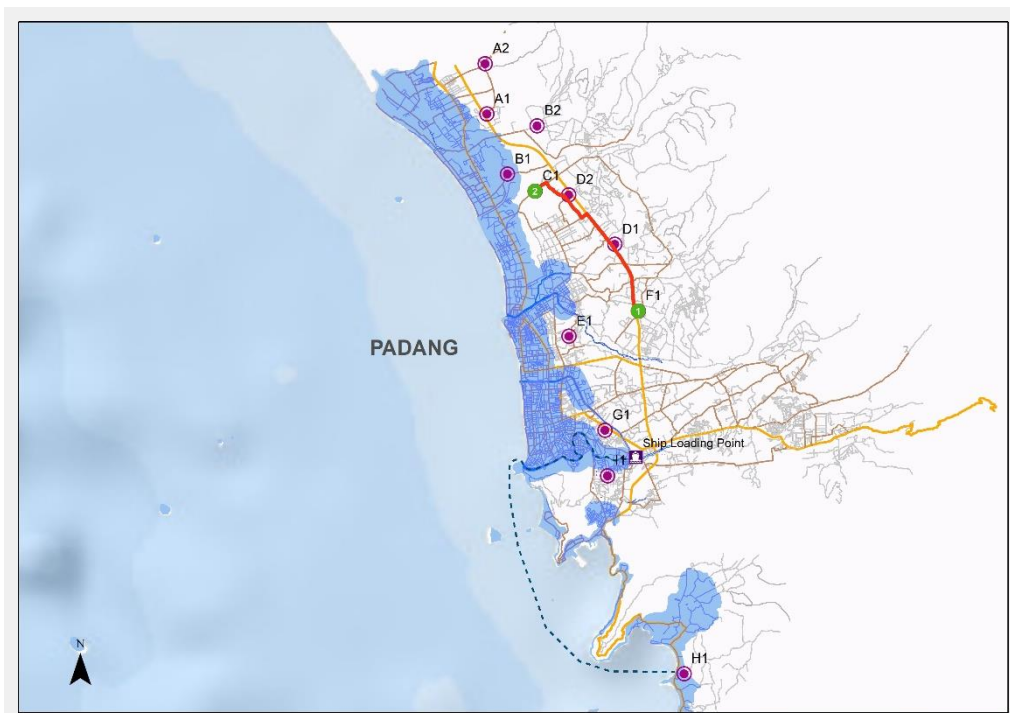 A2
A1
B2
B1
C1
D2
2
D1
F1
1
E1
PADANG
G1
Ship Loading Point
I1
N
H1